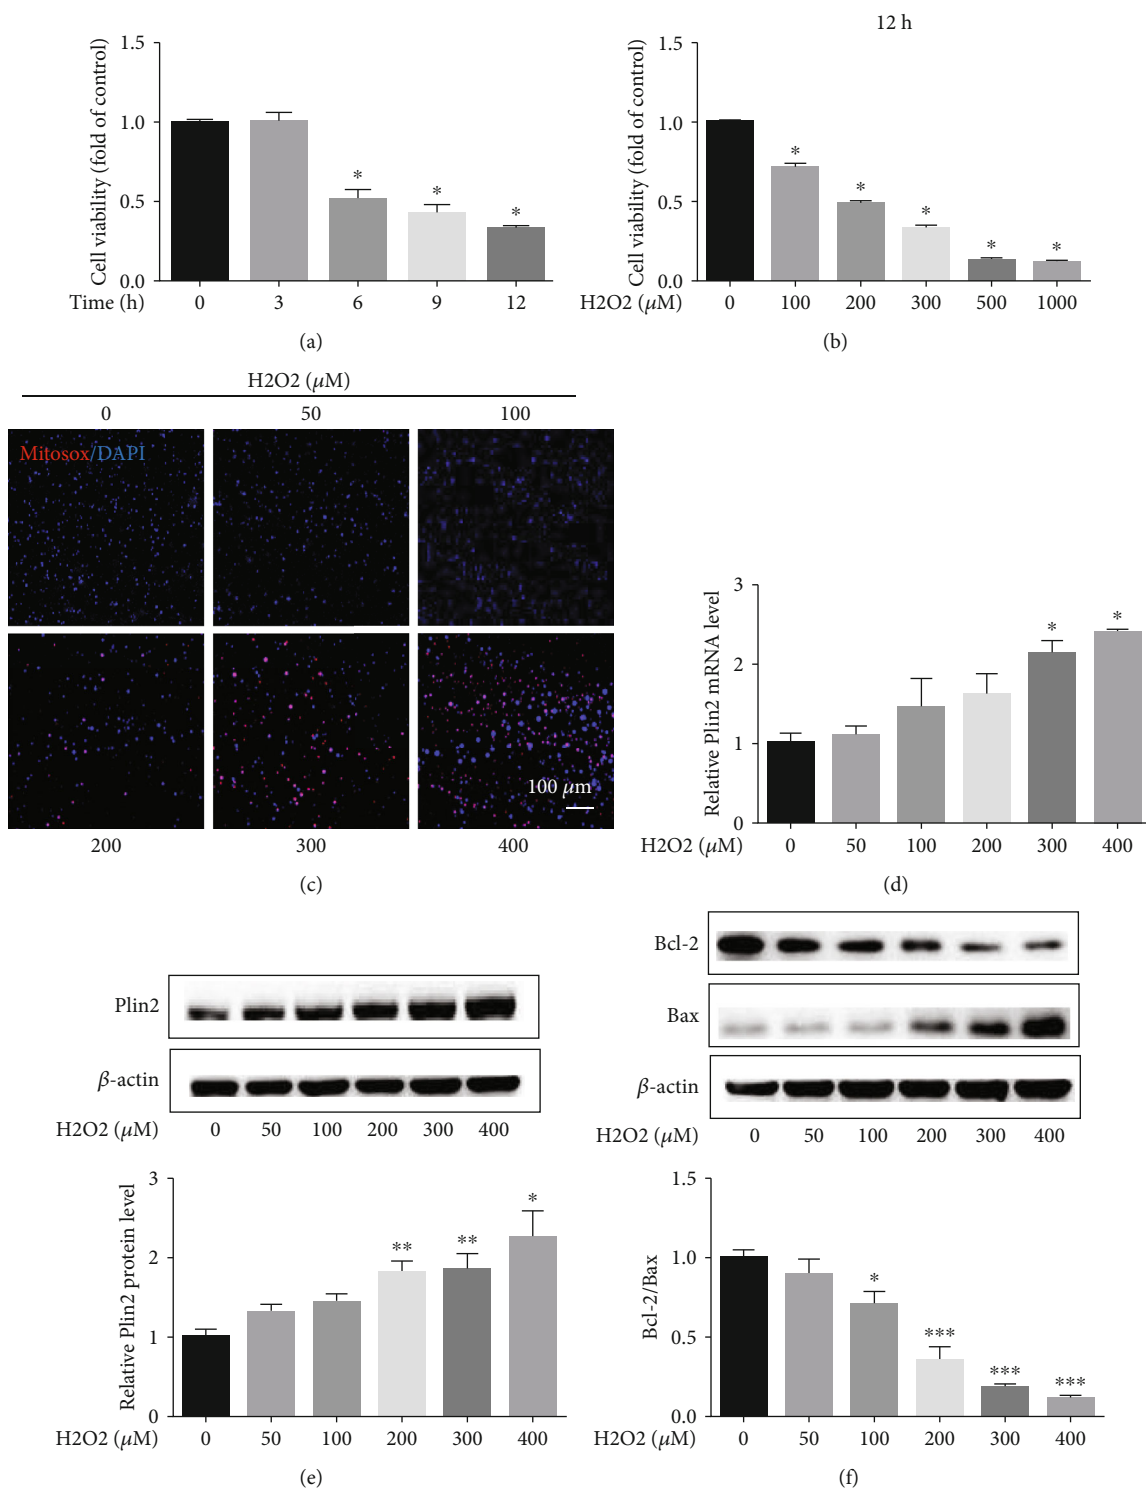 Cell viability (fold of control)
1.5
1.0
0.5
0.0
* * *
Time (h) 0 3 6 9 12
(a)
12 h
Cell viability (fold of control)
1.5
1.0
0.5
0.0
* * * * *
H2O2 (μM) 0 100 200 300 500 1000
(b)
H2O2 (μM)
0 50 100
Mitosox/DAPI
100 μm
200 300 400
(c)
Relative Plin2 mRNA level
3
2
1
0
* *
H2O2 (μM) 0 50 100 200 300 400
(d)
Plin2
β-actin
H2O2 (μM) 0 50 100 200 300 400
Relative Plin2 protein level
3
2
1
0
** ** *
H2O2 (μM) 0 50 100 200 300 400
(e)
Bcl-2
Bax
β-actin
H2O2 (μM) 0 50 100 200 300 400
Bcl-2/Bax
1.5
1.0
0.5
0.0
* *** *** ***
H2O2 (μM) 0 50 100 200 300 400
(f)